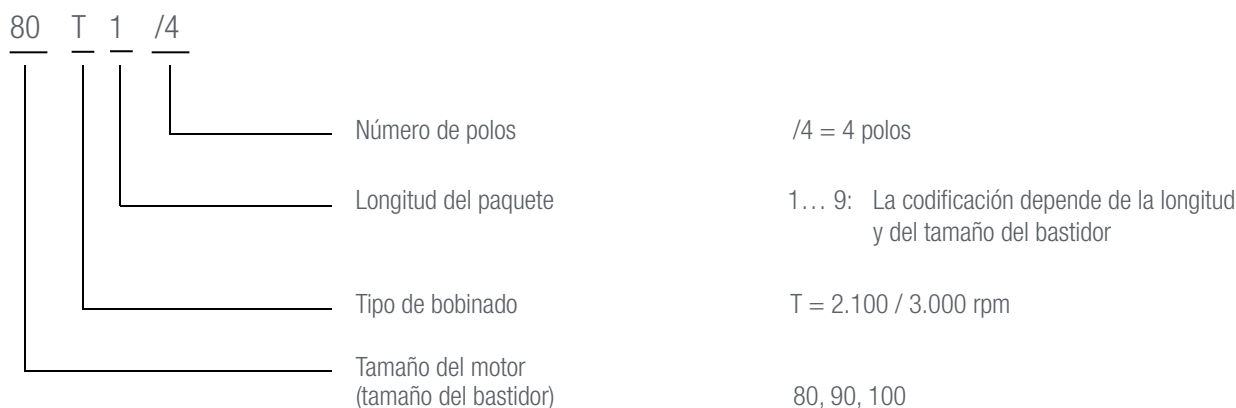 80 T 1 /4
Número de polos /4 = 4 polos
Longitud del paquete 1… 9: La codificación depende de la longitud
y del tamaño del bastidor
Tipo de bobinado T = 2.100 / 3.000 rpm
Tamaño del motor
(tamaño del bastidor) 80, 90, 100